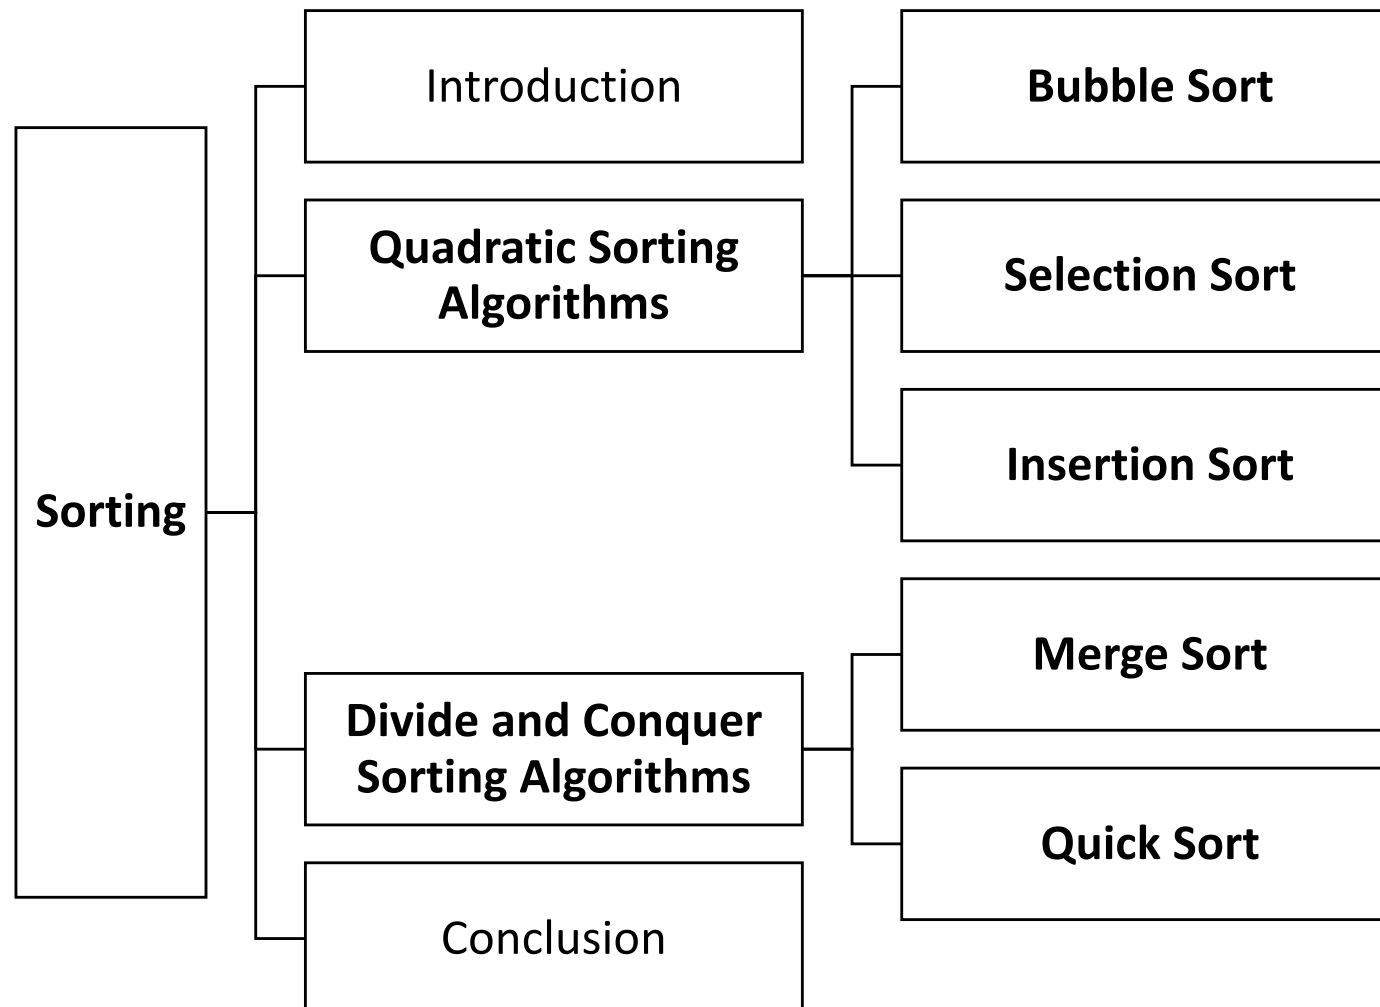 Sorting
Introduction
Quadratic Sorting
Algorithms
Bubble Sort
Selection Sort
Insertion Sort
Divide and Conquer
Sorting Algorithms
Merge Sort
Quick Sort
Conclusion